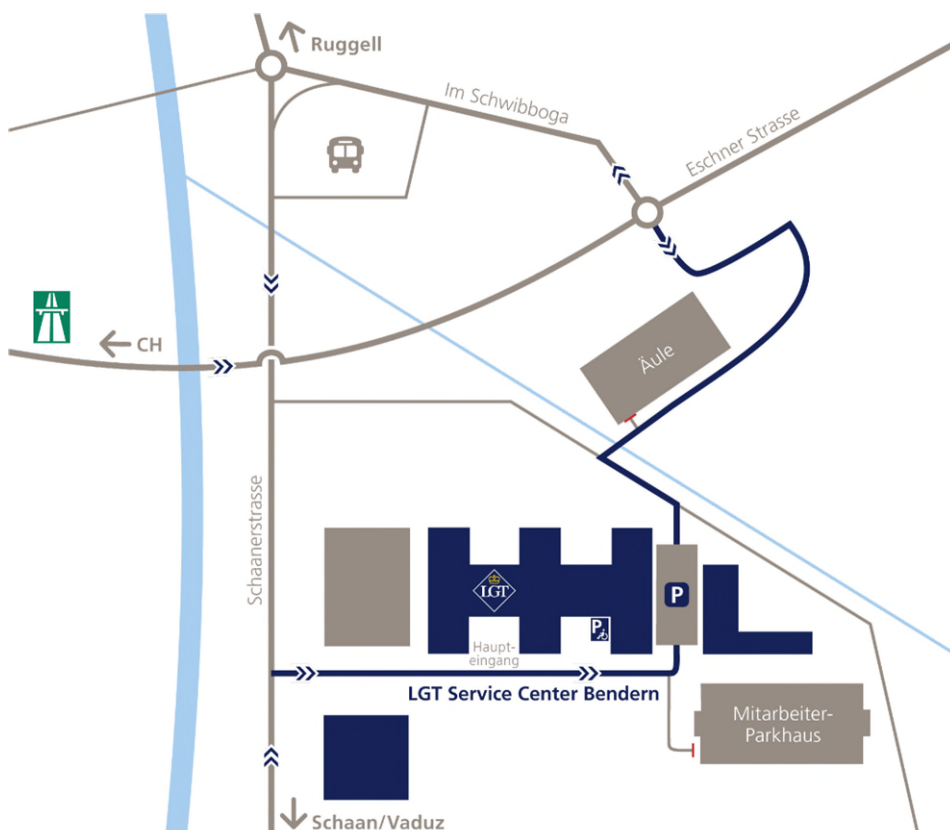 Ruggell
Im Schwibboga
Eschner Strasse
CH
Äule
Schaanerstrasse
LGT
P
P
Haupt-
eingang
LGT Service Center Bendern
Mitarbeiter-
Parkhaus
Schaan/Vaduz